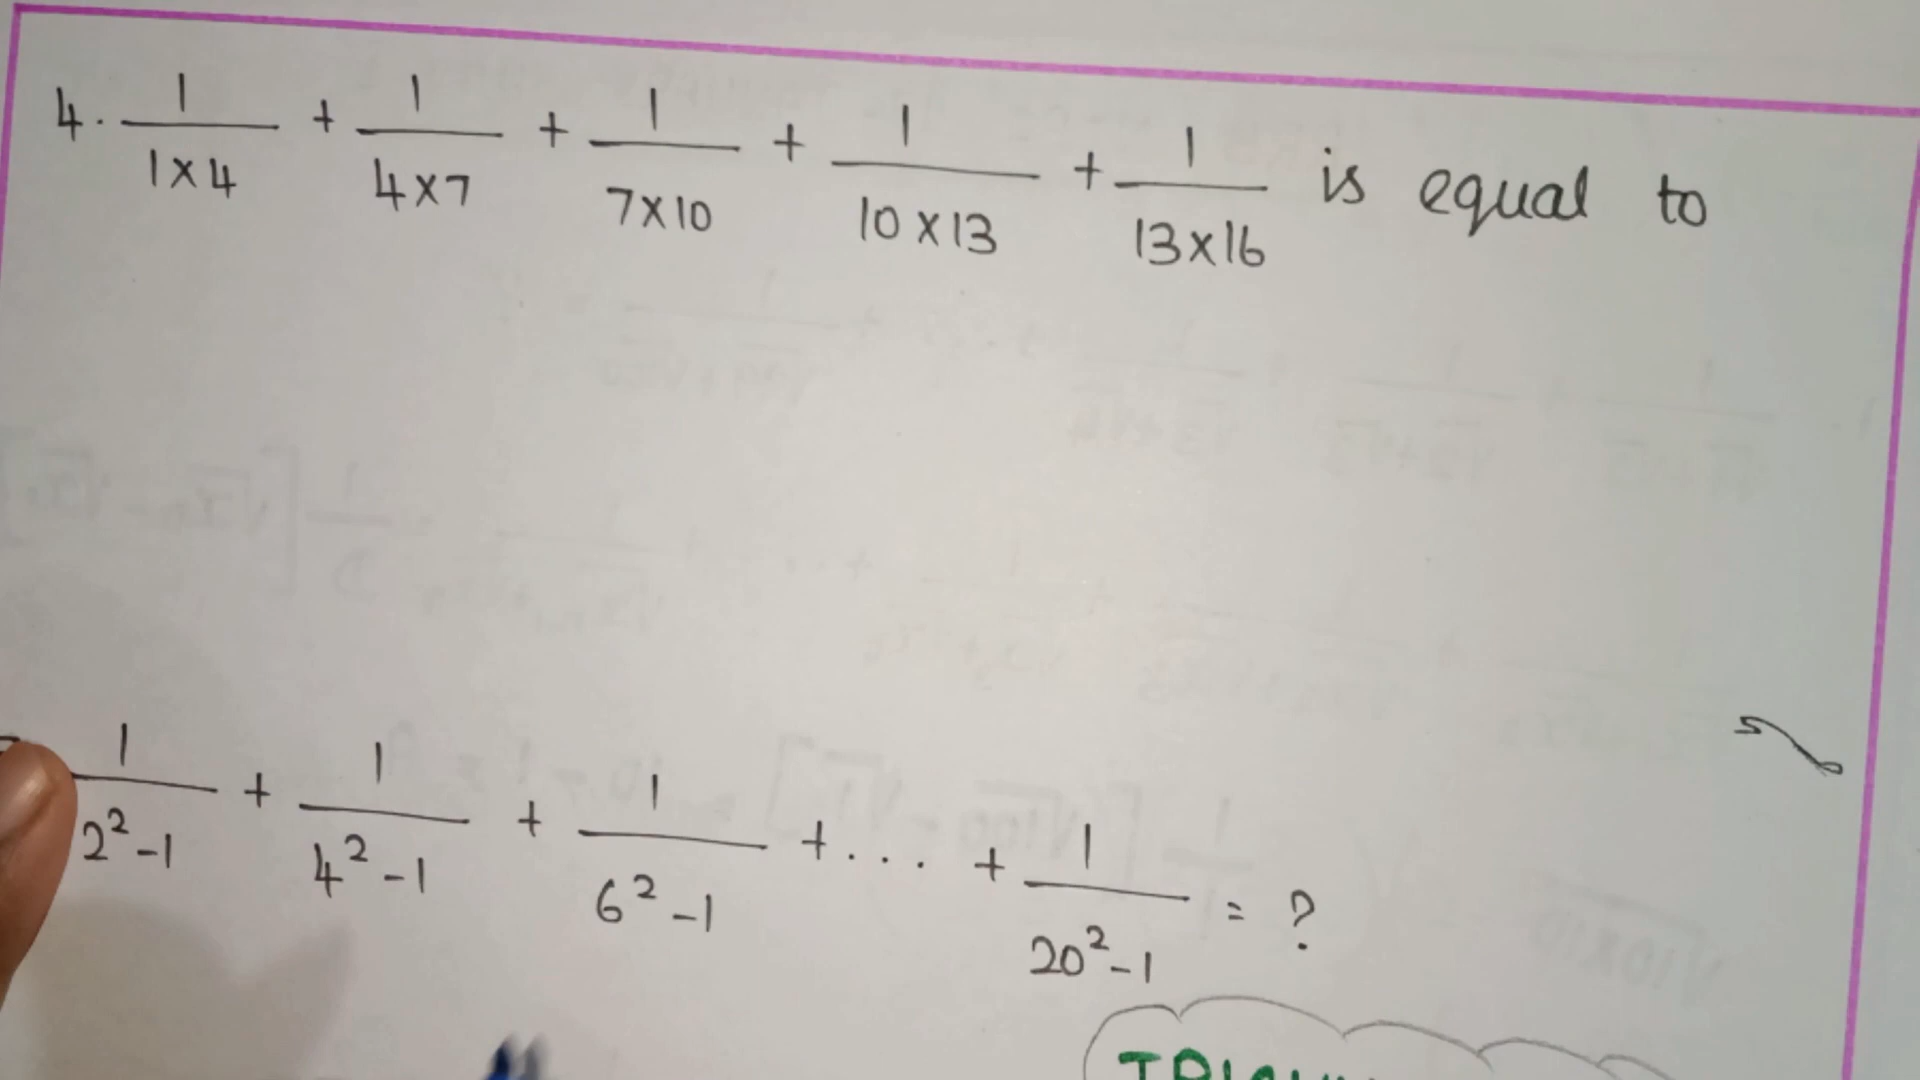 4. 1/(1×4) + 1/(4×7) + 1/(7×10) + 1/(10×13) + 1/(13×16) is equal to
1/(2²-1) + 1/(4²-1) + 1/(6²-1) + ... + 1/(20²-1) = ?